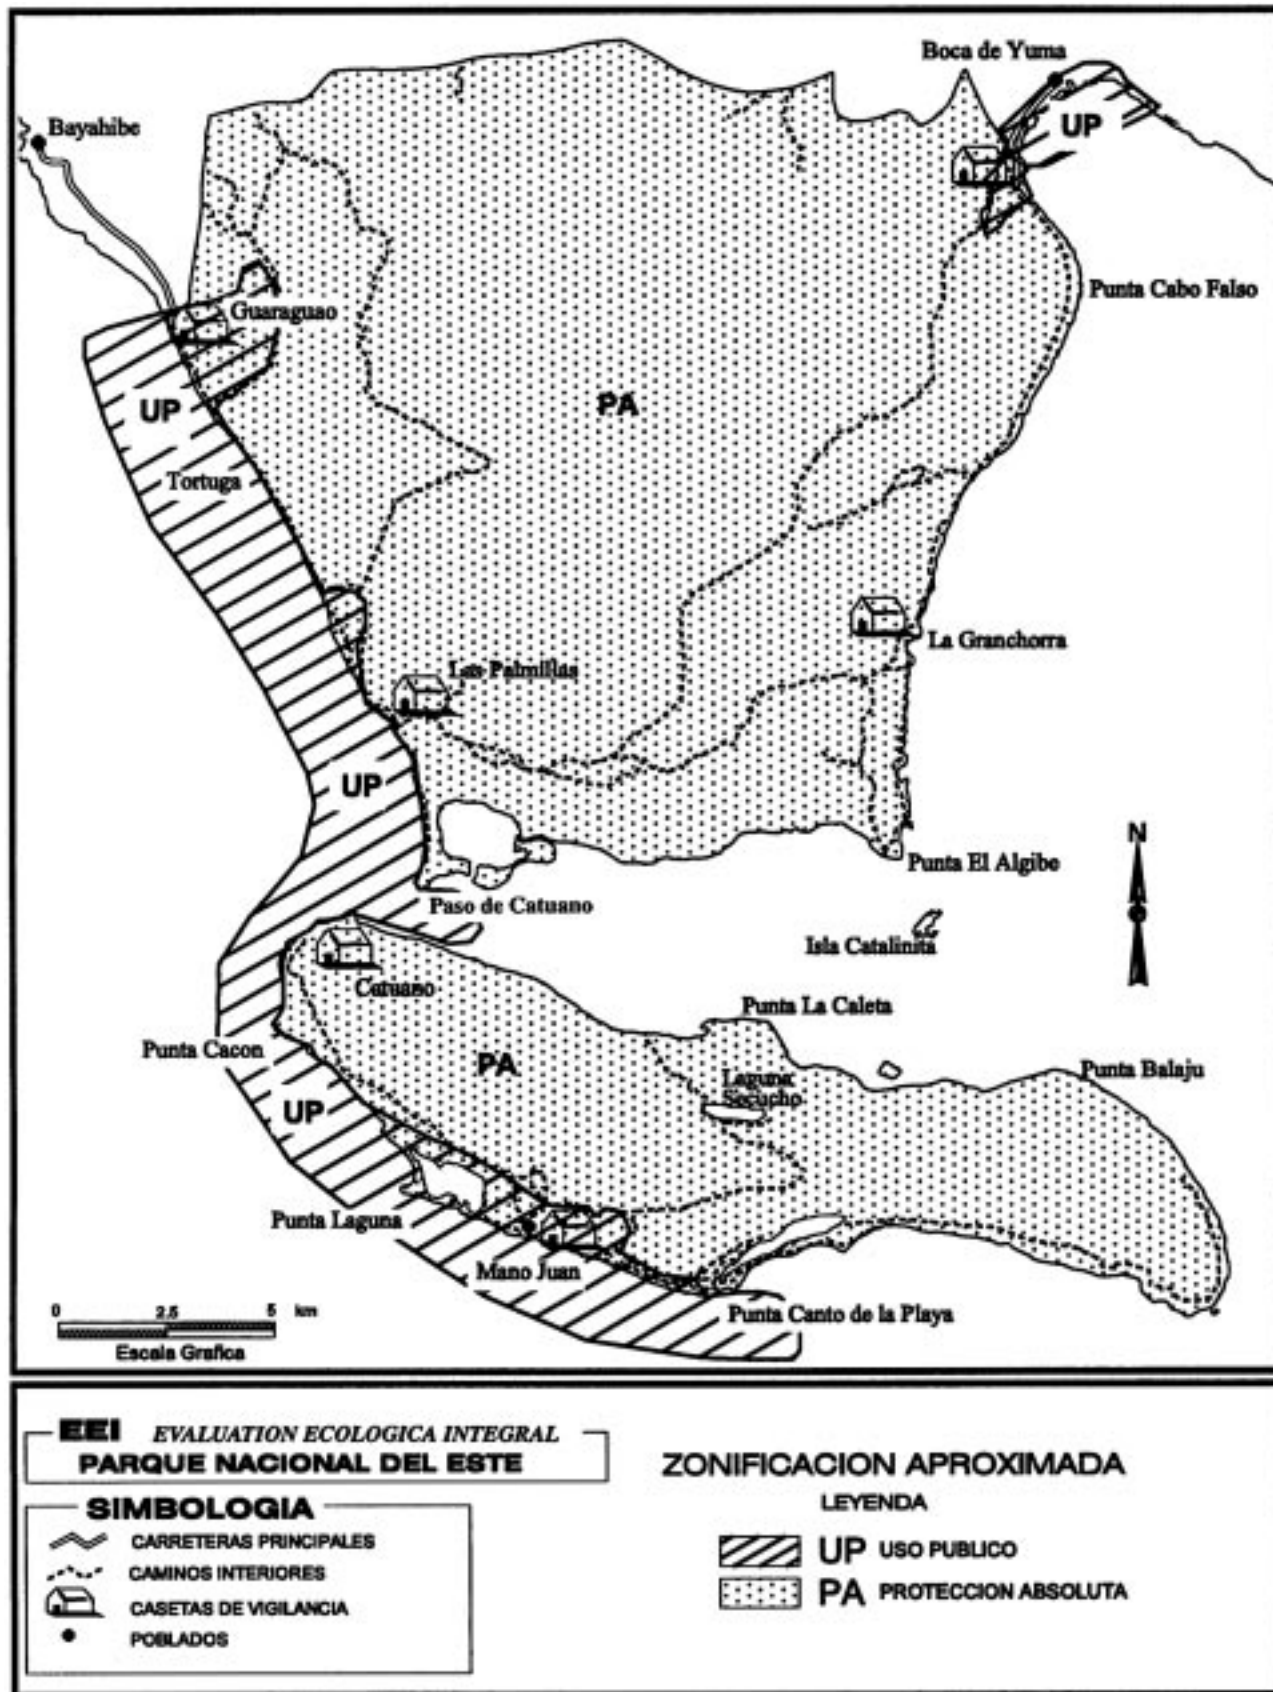 Boca de Yuma
Bayahibe
UP
Guaraguao
Punta Cabo Falso
UP
PA
Tortuga
La Granchorra
Las Palmillas
UP
N
Punta El Algibe
Paso de Catuano
Isla Catalinita
Catuano
Punta La Caleta
Punta Cacon
PA
Punta Balaju
Laguna
Secucho
UP
Punta Laguna
Mano Juan
Punta Canto de la Playa
0 2.5 5 km
Escala Grafica
EEI EVALUATION ECOLOGICA INTEGRAL
PARQUE NACIONAL DEL ESTE
SIMBOLOGIA
CARRETERAS PRINCIPALES
CAMINOS INTERIORES
CASETAS DE VIGILANCIA
POBLADOS
ZONIFICACION APROXIMADA
LEYENDA
UP USO PUBLICO
PA PROTECCION ABSOLUTA